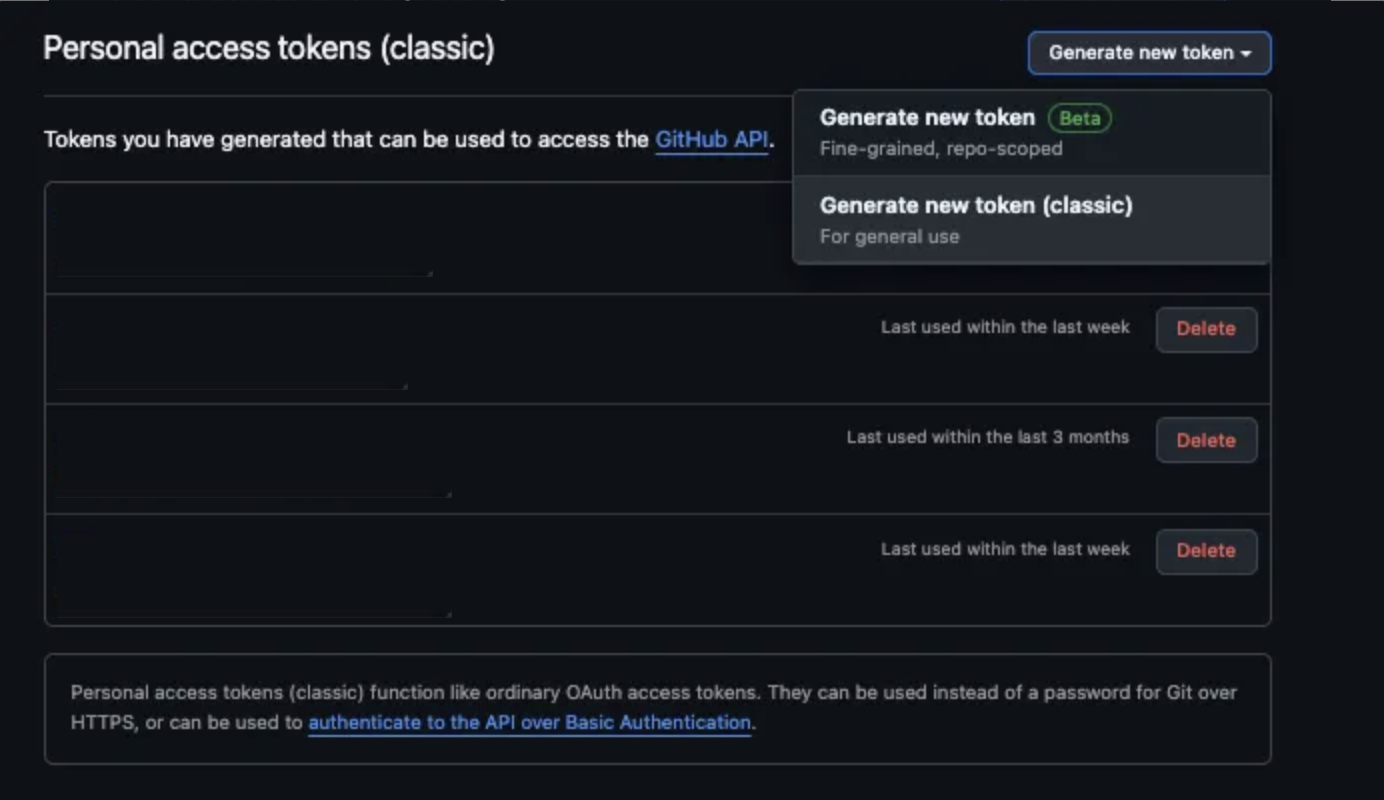 Personal access tokens (classic)
Generate new token
Generate new token Beta
Fine-grained, repo-scoped
Generate new token (classic)
For general use
Tokens you have generated that can be used to access the GitHub API.
Last used within the last week Delete
Last used within the last 3 months Delete
Last used within the last week Delete
Personal access tokens (classic) function like ordinary OAuth access tokens. They can be used instead of a password for Git over
HTTPS, or can be used to authenticate to the API over Basic Authentication.